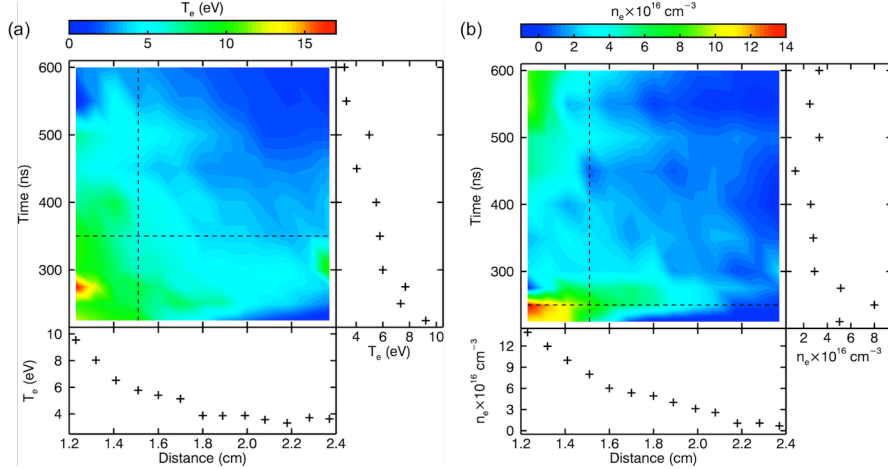 (a)
T_e (eV)
0 5 10 15
600
500
400
300
Time (ns)
0 2 4 6 8 10
T_e (eV)
10
8
6
4
T_e (eV)
1.2 1.4 1.6 1.8 2.0 2.2 2.4
Distance (cm)
(b)
n_e×10^16 cm^−3
0 2 4 6 8 10 12 14
600
500
400
300
Time (ns)
0 4 8
n_e×10^16 cm^−3
12
9
6
3
0
n_e×10^16 cm^−3
1.2 1.4 1.6 1.8 2.0 2.2 2.4
Distance (cm)